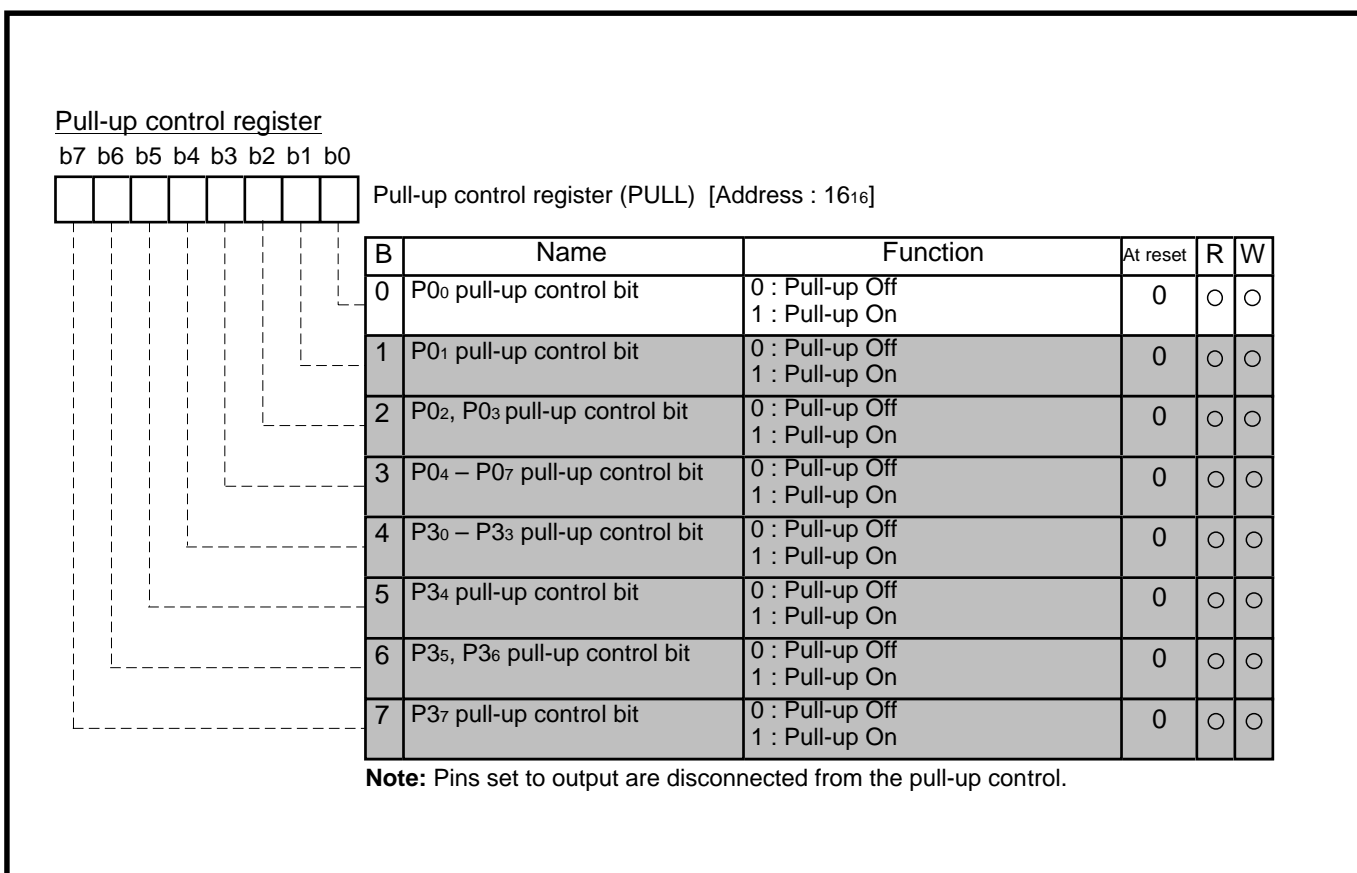 Pull-up control register
b7 b6 b5 b4 b3 b2 b1 b0
Pull-up control register (PULL) [Address : 16₁₆]
B Name Function At reset R W
0 P0₀ pull-up control bit 0 : Pull-up Off 0 ○ ○
1 : Pull-up On
1 P0₁ pull-up control bit 0 : Pull-up Off 0 ○ ○
1 : Pull-up On
2 P0₂, P0₃ pull-up control bit 0 : Pull-up Off 0 ○ ○
1 : Pull-up On
3 P0₄ – P0₇ pull-up control bit 0 : Pull-up Off 0 ○ ○
1 : Pull-up On
4 P3₀ – P3₃ pull-up control bit 0 : Pull-up Off 0 ○ ○
1 : Pull-up On
5 P3₄ pull-up control bit 0 : Pull-up Off 0 ○ ○
1 : Pull-up On
6 P3₅, P3₆ pull-up control bit 0 : Pull-up Off 0 ○ ○
1 : Pull-up On
7 P3₇ pull-up control bit 0 : Pull-up Off 0 ○ ○
1 : Pull-up On
Note: Pins set to output are disconnected from the pull-up control.